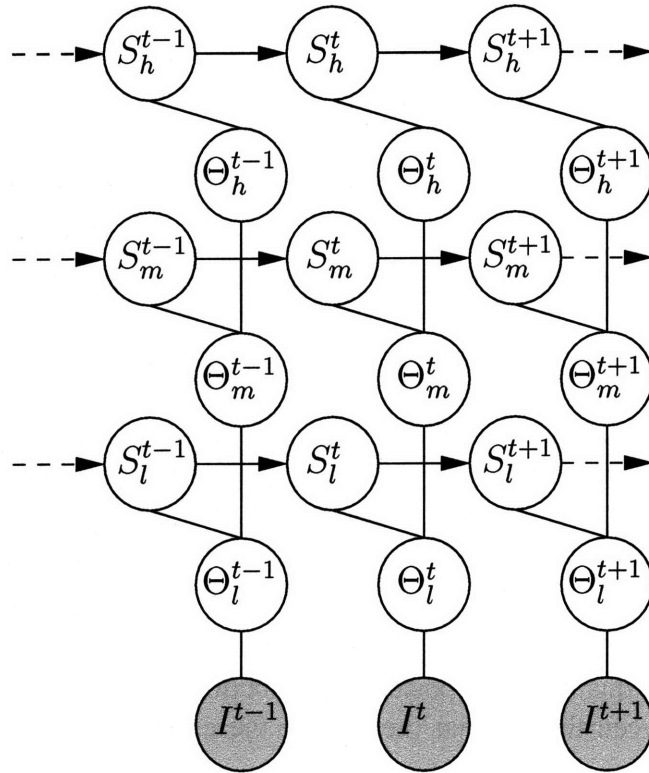 S_h^{t-1} S_h^t S_h^{t+1}
Θ_h^{t-1} Θ_h^t Θ_h^{t+1}
S_m^{t-1} S_m^t S_m^{t+1}
Θ_m^{t-1} Θ_m^t Θ_m^{t+1}
S_l^{t-1} S_l^t S_l^{t+1}
Θ_l^{t-1} Θ_l^t Θ_l^{t+1}
I^{t-1} I^t I^{t+1}